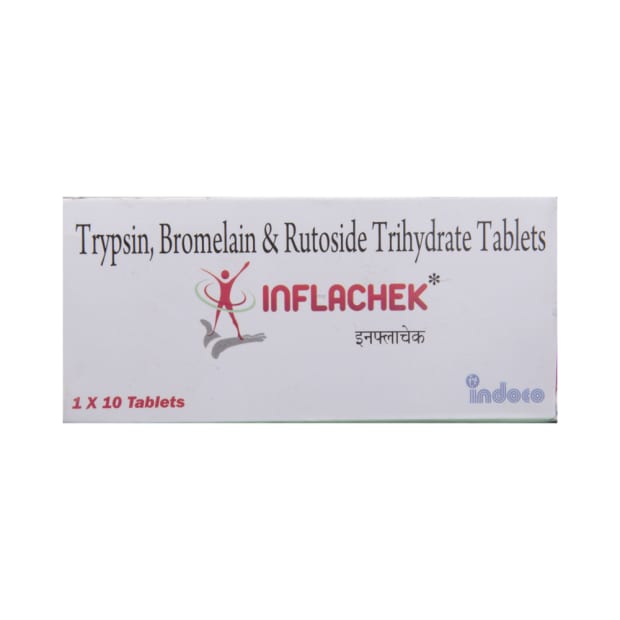 Trypsin, Bromelain & Rutoside Trihydrate Tablets
INFLACHEK*
इनफ्लाचेक
1 X 10 Tablets
indoco